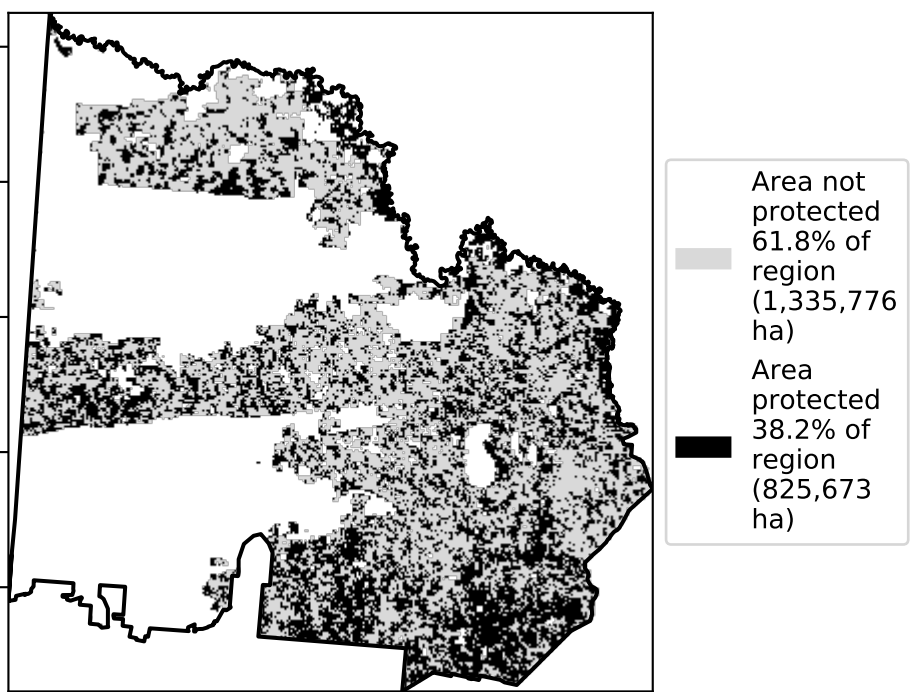 Area not
protected
61.8% of
region
(1,335,776
ha)
Area
protected
38.2% of
region
(825,673
ha)